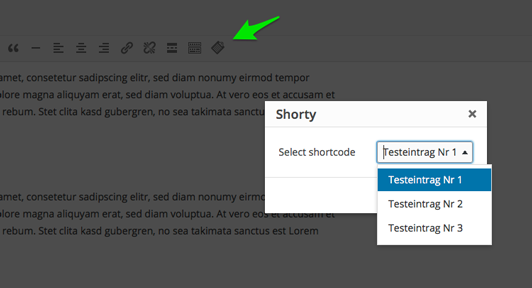 amet, consetetur sadipscing elitr, sed diam nonumy eirmod tempor
olore magna aliquyam erat, sed diam voluptua. At vero eos et accusam et
rebum. Stet clita kasd gubergren, no sea takimata sanctus
Shorty
Select shortcode
Testeintrag Nr 1
Testeintrag Nr 1
Testeintrag Nr 2
Testeintrag Nr 3
amet, consetetur sadipscing elitr, sed diam nonumy eirmod
olore magna aliquyam erat, sed diam voluptua. At vero eos et accusam et
rebum. Stet clita kasd gubergren, no sea takimata sanctus est Lorem